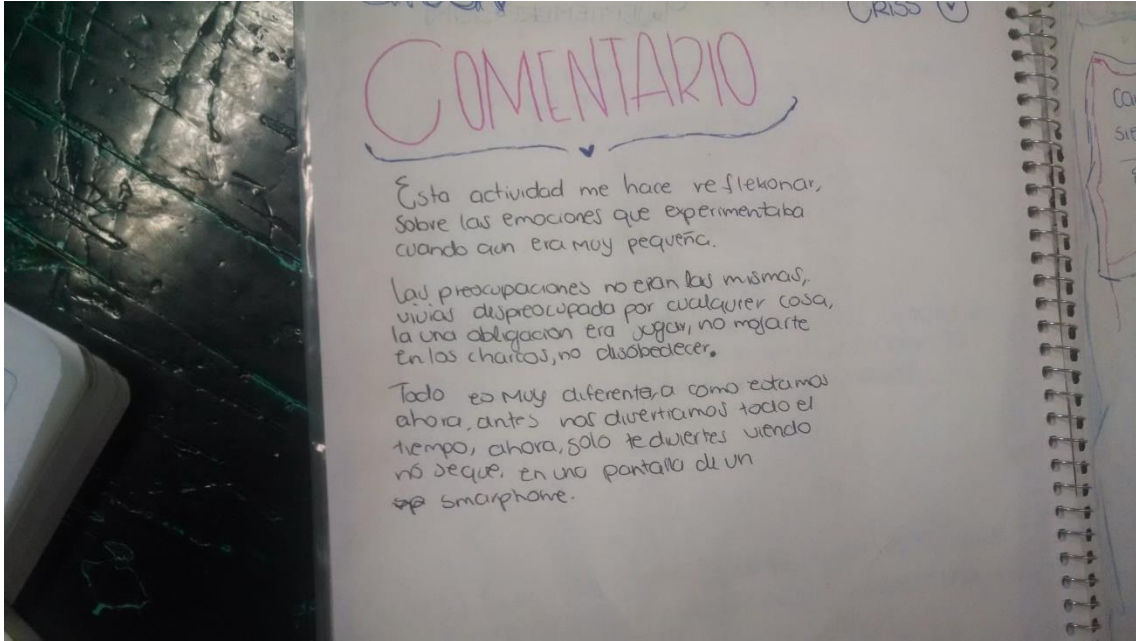 CRISS
COMENTARIO
Esta actividad me hace reflexonar,
sobre las emociones que experimentaba
cuando aun era muy pequeña.
Las preocupaciones no eran las mismas,
vivias despreocupada por cualquier cosa,
la una obligacion era jugar, no mojarte
en los charcos, no disobedecer.
Todo es muy diferente, a como estamos
ahora, antes nos divertiamos todo el
tiempo, ahora, solo te diviertes viendo
no se que, en una pantalla de un
smarphone.